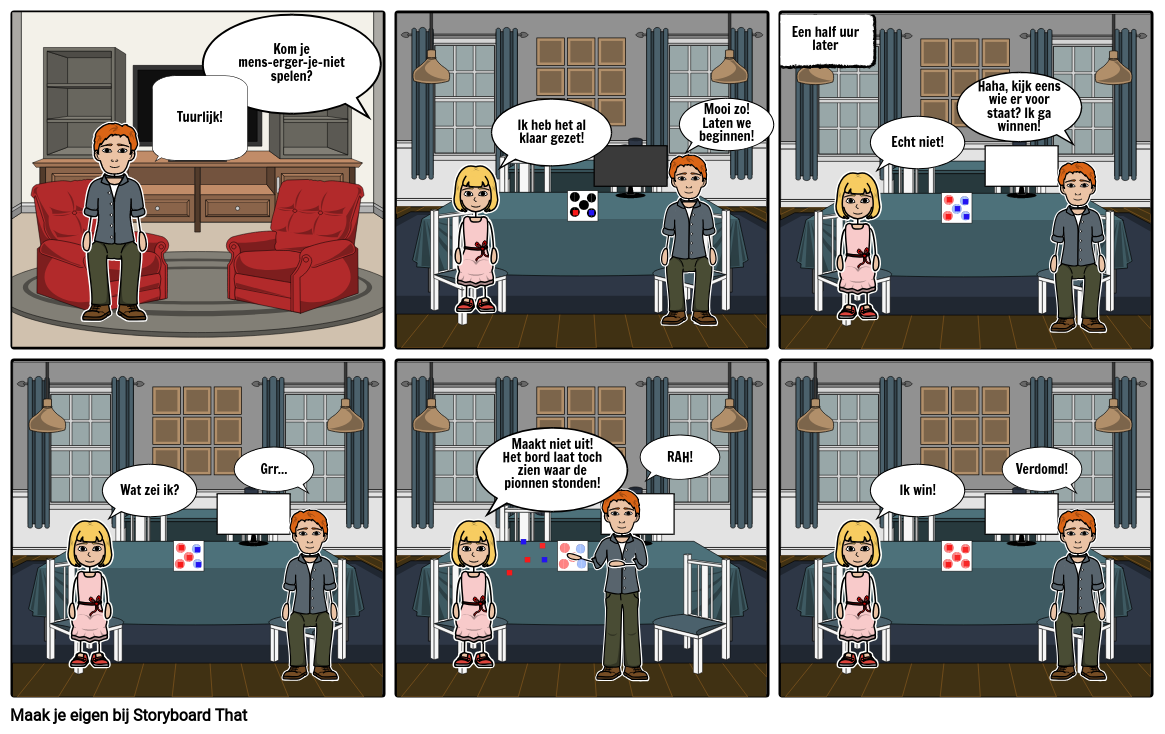 Kom je
mens-erger-je-niet
spelen?
Tuurlijk!
Ik heb het al
klaar gezet!
Mooi zo!
Laten we
beginnen!
Een half uur
later
Echt niet!
Haha, kijk eens
wie er voor
staat? Ik ga
winnen!
Wat zei ik?
Grr...
Maakt niet uit!
Het bord laat toch
zien waar de
pionnen stonden!
RAH!
Ik win!
Verdomd!
Maak je eigen bij Storyboard That